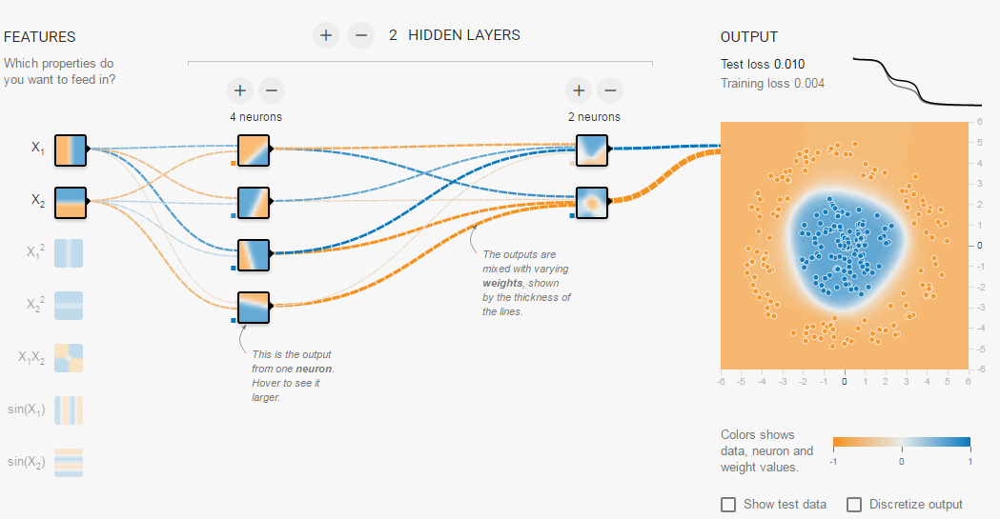 FEATURES
Which properties do
you want to feed in?
+ − 2 HIDDEN LAYERS
+ −
4 neurons
+ −
2 neurons
X₁
X₂
X₁²
X₂²
X₁X₂
sin(X₁)
sin(X₂)
This is the output
from one neuron.
Hover to see it
larger.
The outputs are
mixed with varying
weights, shown
by the thickness of
the lines.
OUTPUT
Test loss 0.010
Training loss 0.004
6
5
4
3
2
1
0
-1
-2
-3
-4
-5
-6
-6 -5 -4 -3 -2 -1 0 1 2 3 4 5 6
Colors shows
data, neuron and
weight values.
-1 0 1
Show test data
Discretize output